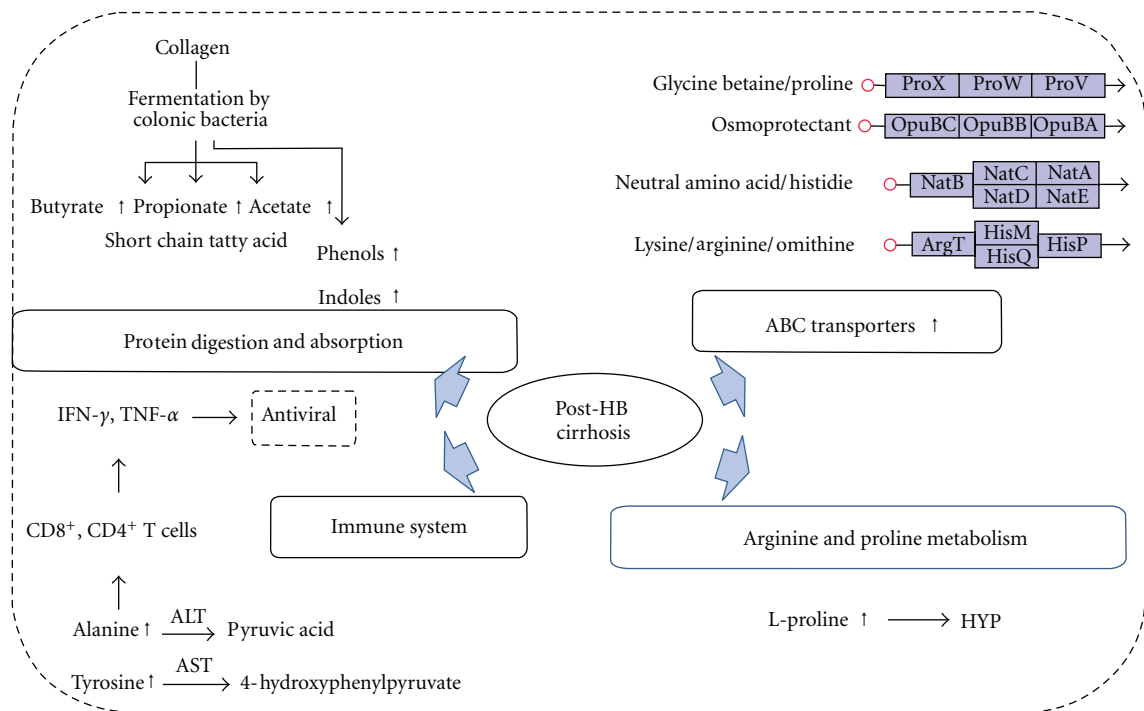 Collagen
Fermentation by
colonic bacteria
Butyrate ↑ Propionate ↑ Acetate ↑
Short chain tatty acid
Phenols ↑
Indoles ↑
Protein digestion and absorption
Glycine betaine/proline ProX ProW ProV
Osmoprotectant OpuBC OpuBB OpuBA
Neutral amino acid/histidie NatB NatC NatA
NatD NatE
Lysine/arginine/omithine ArgT HisM HisP
HisQ
ABC transporters ↑
IFN-γ, TNF-α → Antiviral
Post-HB
cirrhosis
CD8+, CD4+ T cells
Immune system
Arginine and proline metabolism
Alanine ↑ ALT → Pyruvic acid
Tyrosine ↑ AST → 4-hydroxyphenylpyruvate
L-proline ↑ → HYP